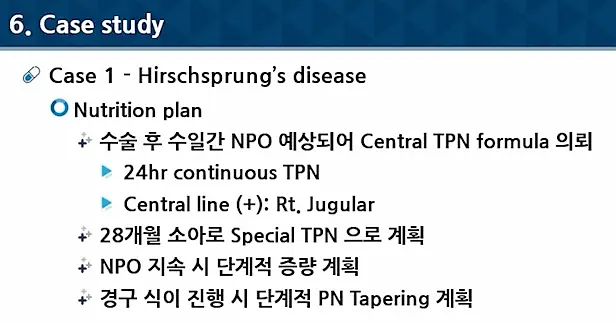 6. Case study
Case 1 - Hirschsprung's disease
Nutrition plan
수술 후 수일간 NPO 예상되어 Central TPN formula 의뢰
24hr continuous TPN
Central line (+): Rt. Jugular
28개월 소아로 Special TPN 으로 계획
NPO 지속 시 단계적 증량 계획
경구 식이 진행 시 단계적 PN Tapering 계획